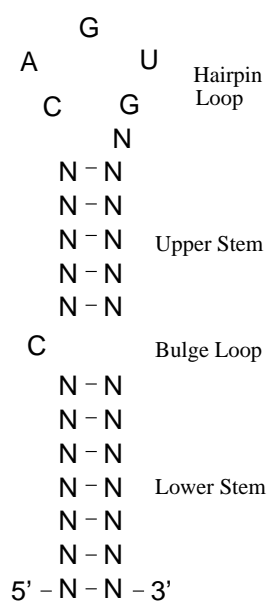 G
A U
Hairpin
C G
Loop
N
N - N
N - N
N - N
Upper Stem
N - N
N - N
C
Bulge Loop
N - N
N - N
N - N
N - N
Lower Stem
N - N
N - N
5' - N - N - 3'